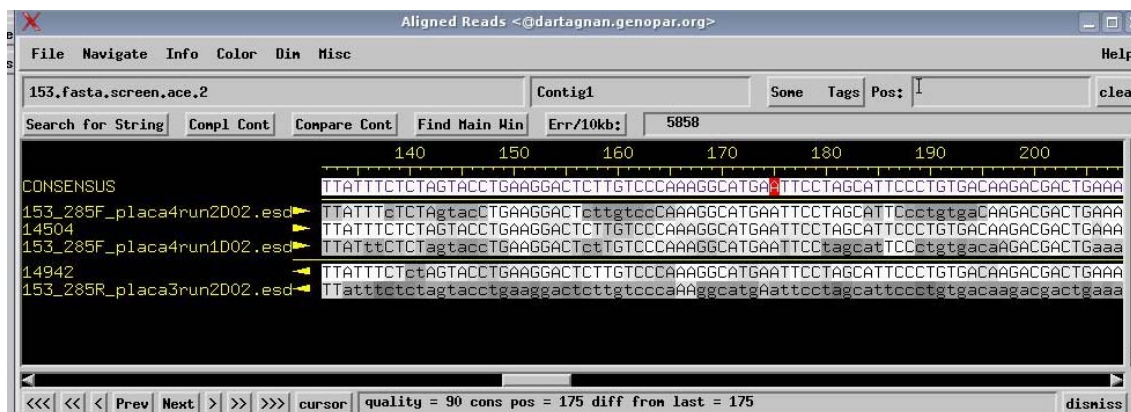 Aligned Reads <@dartagnan.genopar.org>
File Navigate Info Color Dim Misc Help
153.fasta.screen.ace.2 Contig1 Some Tags Pos: clea
Search for String Compl Cont Compare Cont Find Main Win Err/10kb: 5858
140 150 160 170 180 190 200
CONSENSUS TTATTTCTCTAGTACCTGAAGGACTCTTGTCCCAAAGGCATGAATTCCTAGCATTCCCTGTGACAAGACGACTGAAA
153_285F_placa4run2D02.esd TTATTTcTCTAgtacCTGAAGGACTcttgtccCAAAGGCATGAATTCCTAGCATTCcctgtgaCAAGACGACTGAAA
14504 TTATTTCTCTAGTACCTGAAGGACTCTTGTCCCAAAGGCATGAATTCCTAGCATTCCCTGTGACAAGACGACTGAAA
153_285F_placa4run1D02.esd TTATttCTCTagtaccTGAAGGACTctTGTCCCAAAGGCATGAATTCCtagcatTCCctgtgacaAGACGACTGaaa
14942 TTATTTCTctAGTACCTGAAGGACTCTTGTCCCAAAGGCATGAATTCCTAGCATTCCCTGTGACAAGACGACTGAAA
153_285R_placa3run2D02.esd TTatttctctagtacctgaaggactcttgtcccaAAggcatgAattcctagcattccctgtgacaagacgactgaaa
<<< << < Prev Next > >> >>> cursor quality = 90 cons pos = 175 diff from last = 175 dismiss